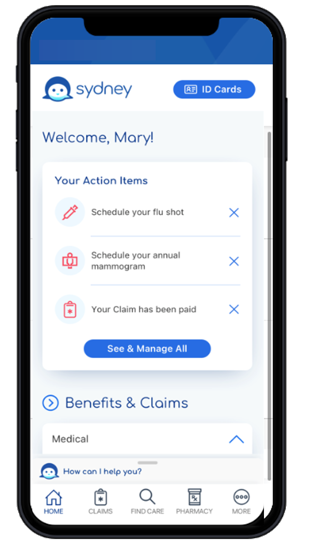 sydney
ID Cards
Welcome, Mary!
Your Action Items
Schedule your flu shot
Schedule your annual
mammogram
Your Claim has been paid
See & Manage All
Benefits & Claims
Medical
How can I help you?
HOME CLAIMS FIND CARE PHARMACY MORE